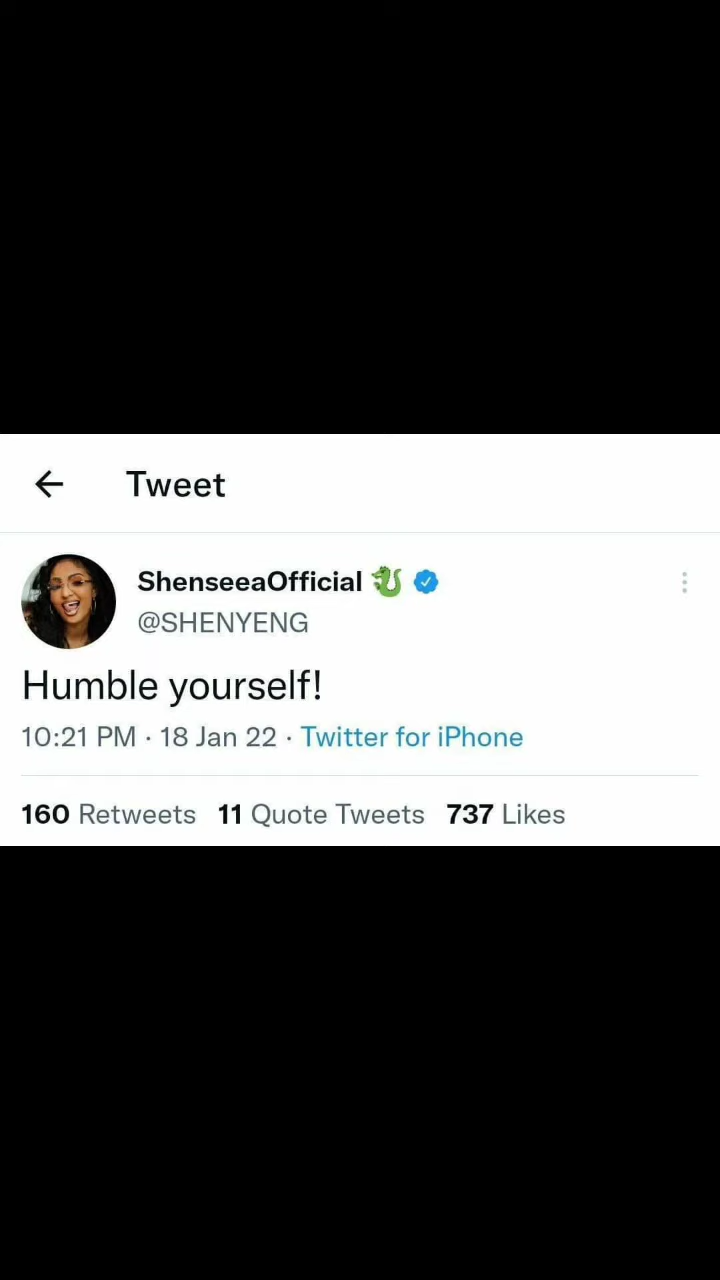 Tweet
ShenseeaOfficial 🐉
@SHENYENG
Humble yourself!
10:21 PM · 18 Jan 22 · Twitter for iPhone
160 Retweets 11 Quote Tweets 737 Likes